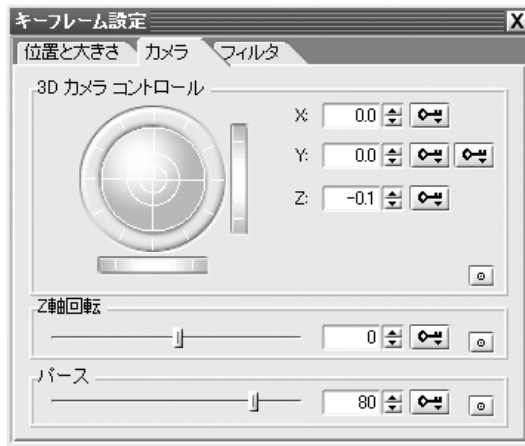 キーフレーム設定
X
位置と大きさ カメラ フィルタ
3D カメラ コントロール
X: 0.0
Y: 0.0
Z: -0.1
Z軸回転
0
パース
80